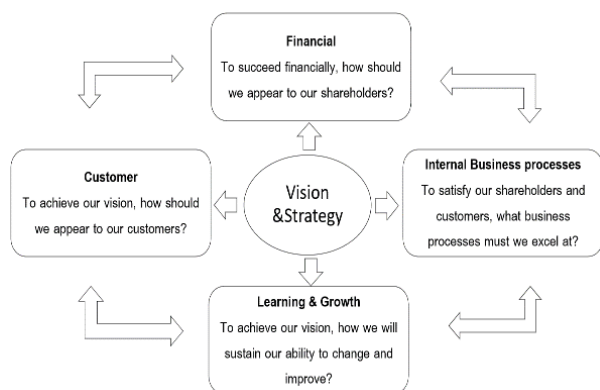 Financial
To succeed financially, how should
we appear to our shareholders?
Customer
To achieve our vision, how should
we appear to our customers?
Vision
&Strategy
Internal Business processes
To satisfy our shareholders and
customers, what business
processes must we excel at?
Learning & Growth
To achieve our vision, how we will
sustain our ability to change and
improve?